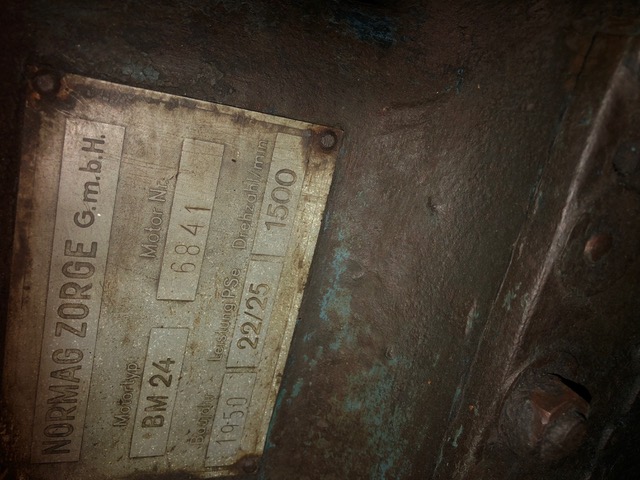 NORMAG ZORGE G.m.b.H.
Motortyp Motor Nr.
BM 24 6841
Baujahr Leistung PSe Drehzahl/min
1950 22/25 1500